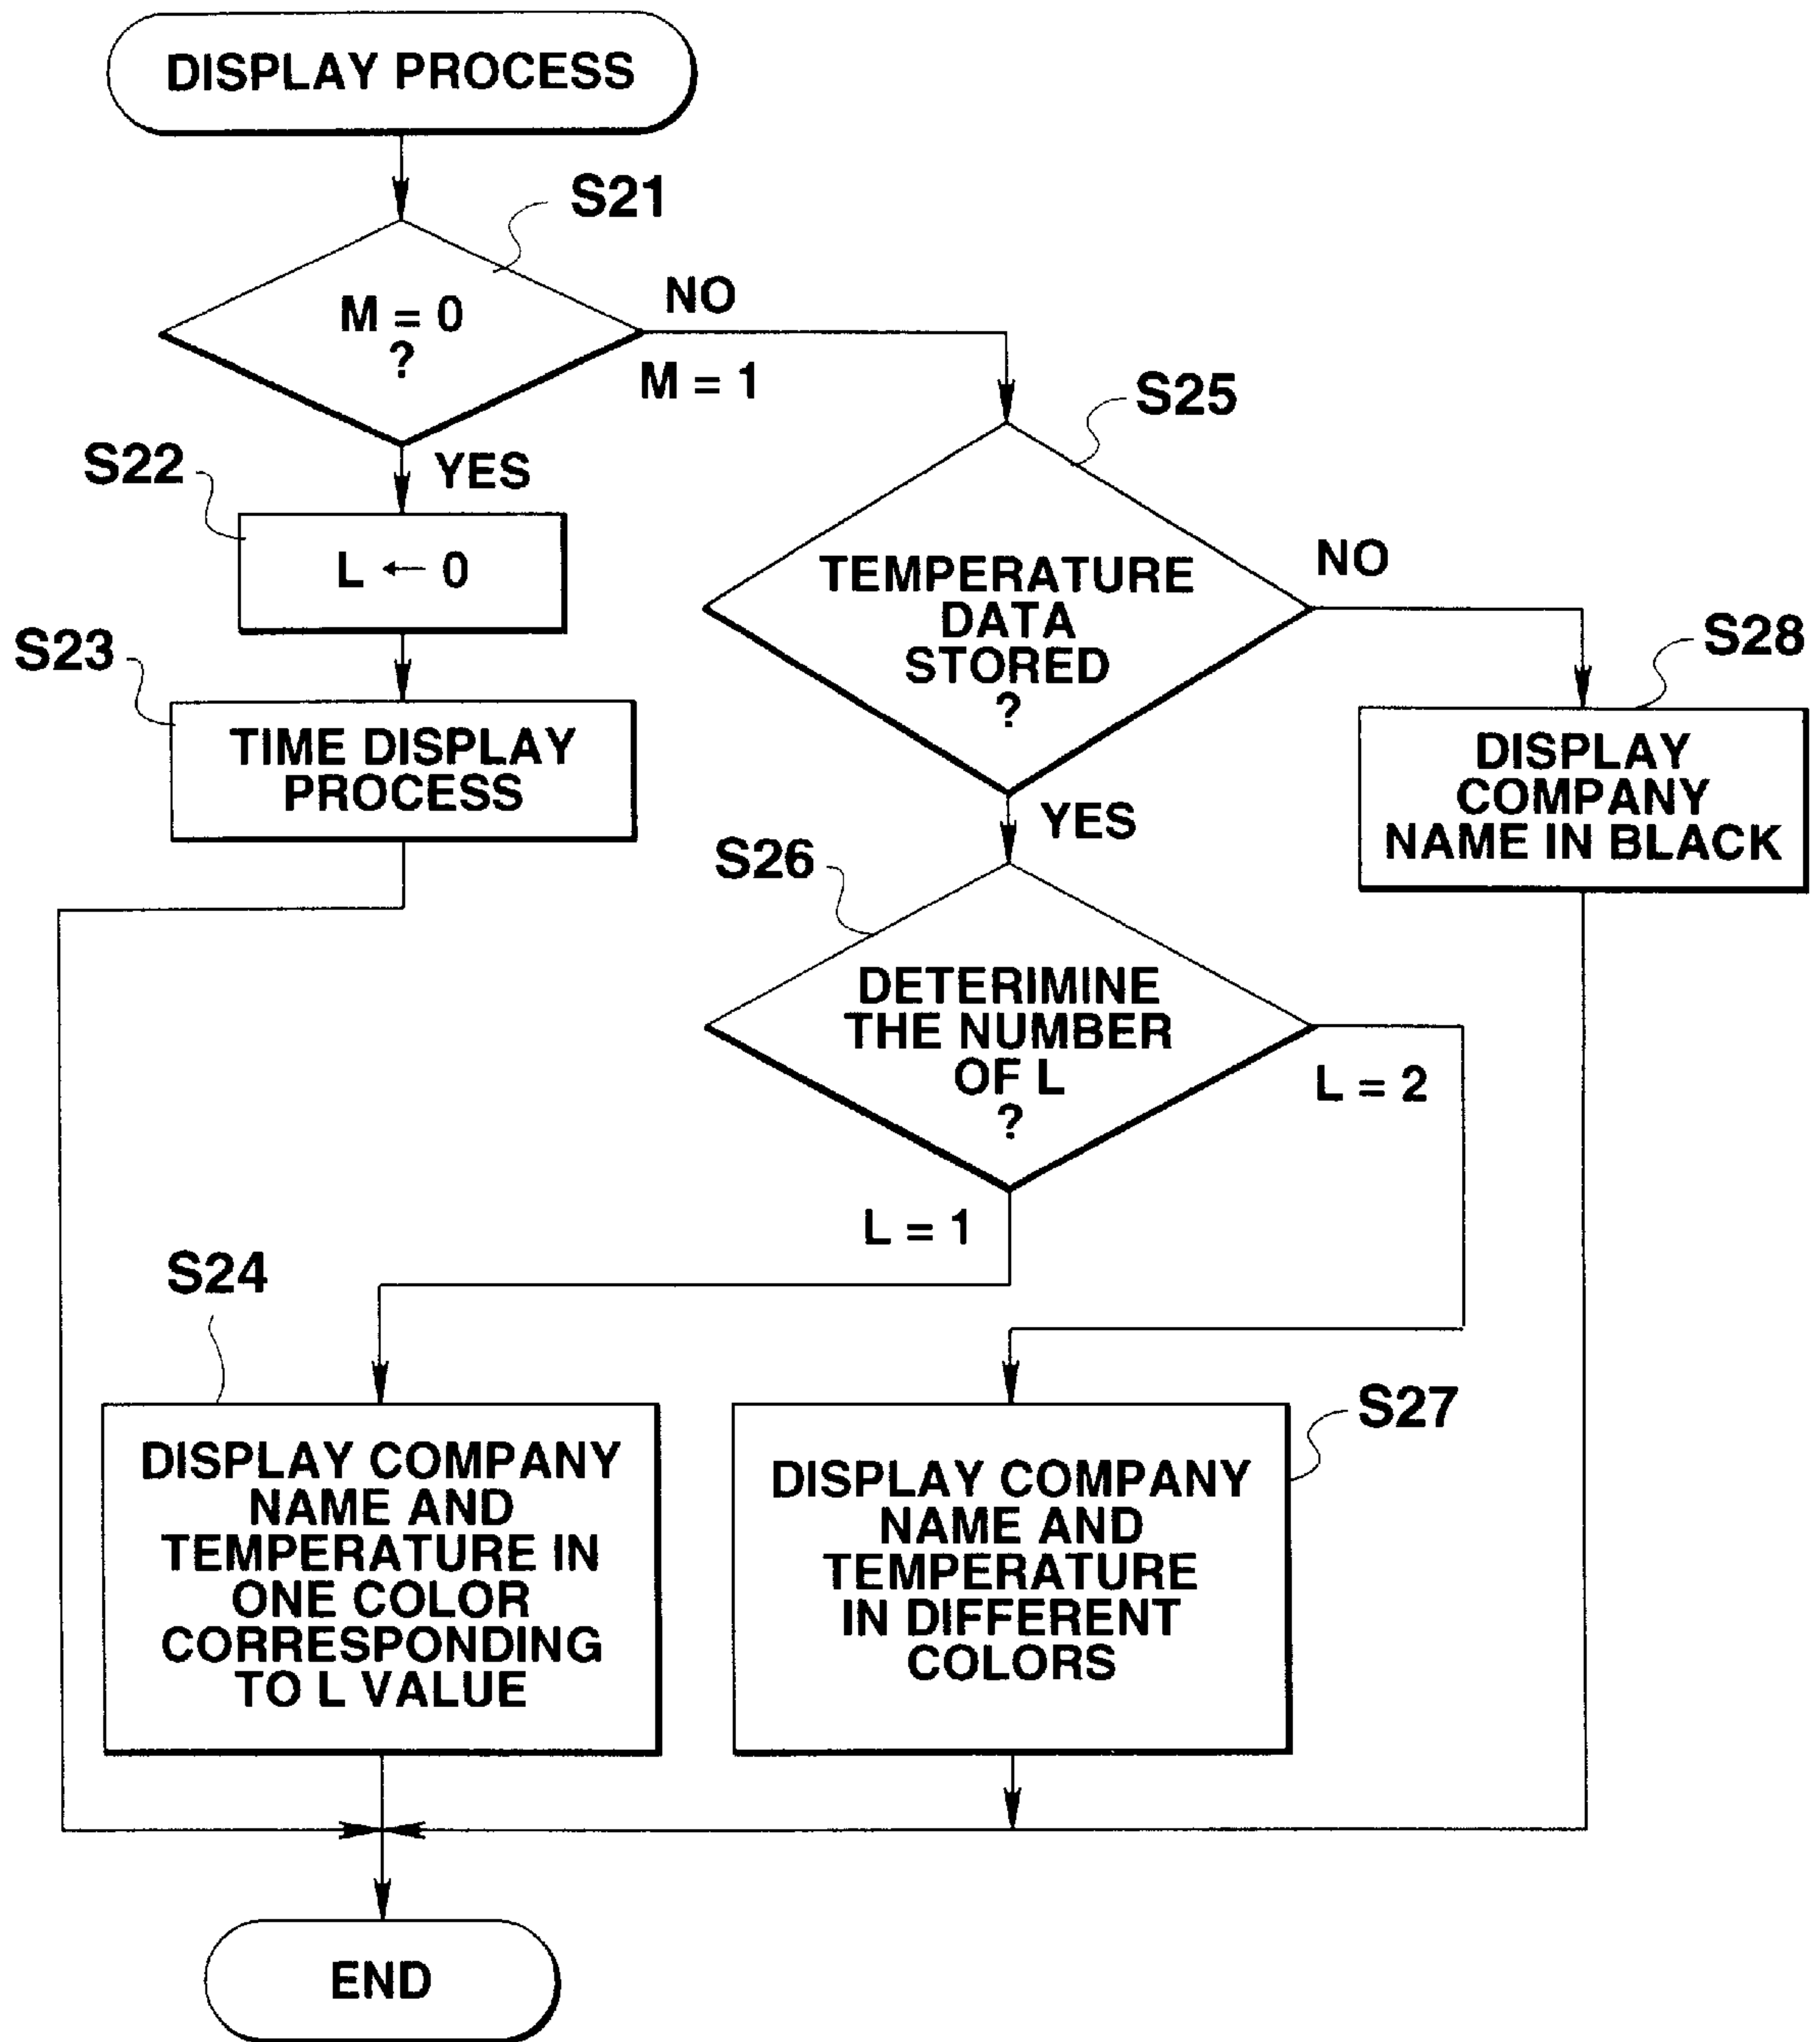 DISPLAY PROCESS
S21
M = 0
?
NO
M = 1
YES
S22
L ← 0
S23
TIME DISPLAY
PROCESS
S25
TEMPERATURE
DATA
STORED
?
NO
YES
S28
DISPLAY
COMPANY
NAME IN BLACK
S26
DETERIMINE
THE NUMBER
OF L
?
L = 2
L = 1
S24
DISPLAY COMPANY
NAME AND
TEMPERATURE IN
ONE COLOR
CORRESPONDING
TO L VALUE
S27
DISPLAY COMPANY
NAME AND
TEMPERATURE
IN DIFFERENT
COLORS
END